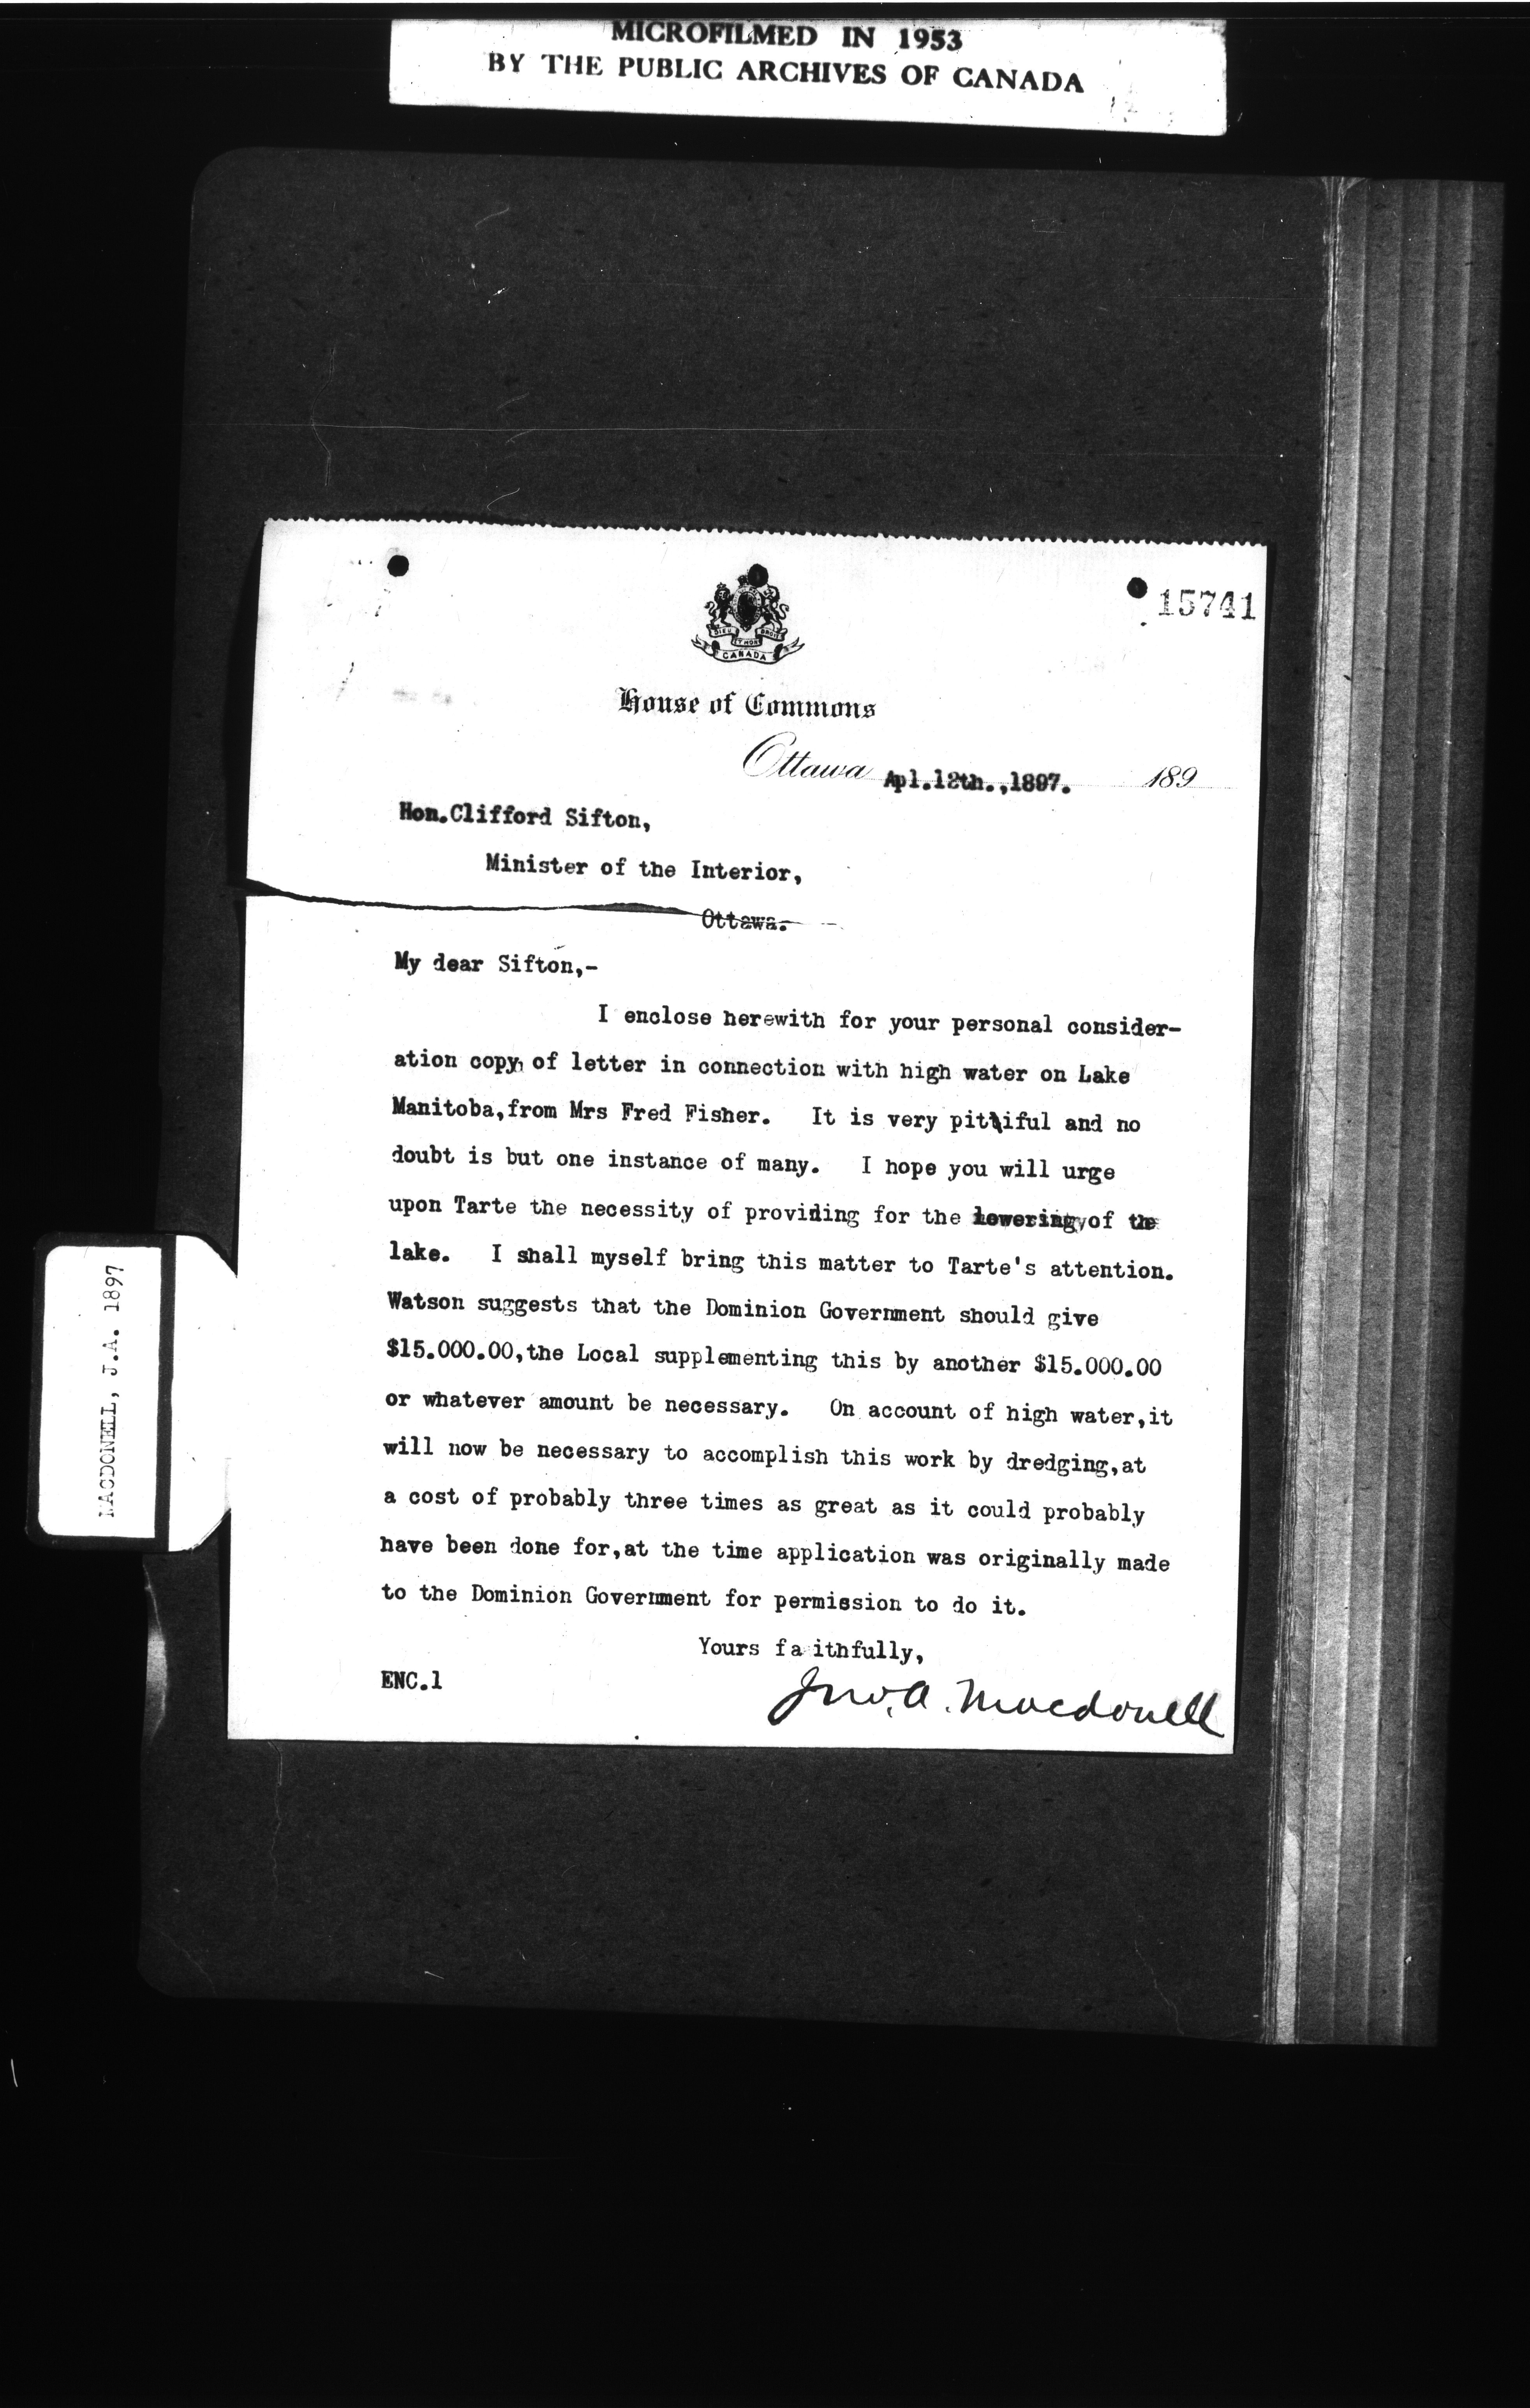 MICROFILMED IN 1953
BY THE PUBLIC ARCHIVES OF CANADA
15741
DIEU ET MON DROIT
CANADA
House of Commons
Ottawa Apl.12th.,1897. 189
Hon.Clifford Sifton,
Minister of the Interior,
Ottawa.
My dear Sifton,-
I enclose herewith for your personal consider-
ation copy of letter in connection with high water on Lake
Manitoba,from Mrs Fred Fisher. It is very pitiful and no
doubt is but one instance of many. I hope you will urge
upon Tarte the necessity of providing for the lowering of the
lake. I shall myself bring this matter to Tarte's attention.
Watson suggests that the Dominion Government should give
$15.000.00,the Local supplementing this by another $15.000.00
or whatever amount be necessary. On account of high water,it
will now be necessary to accomplish this work by dredging,at
a cost of probably three times as great as it could probably
have been done for,at the time application was originally made
to the Dominion Government for permission to do it.
Yours faithfully,
ENC.1
Jno. A. Macdonell
MACDONELL, J.A. 1897